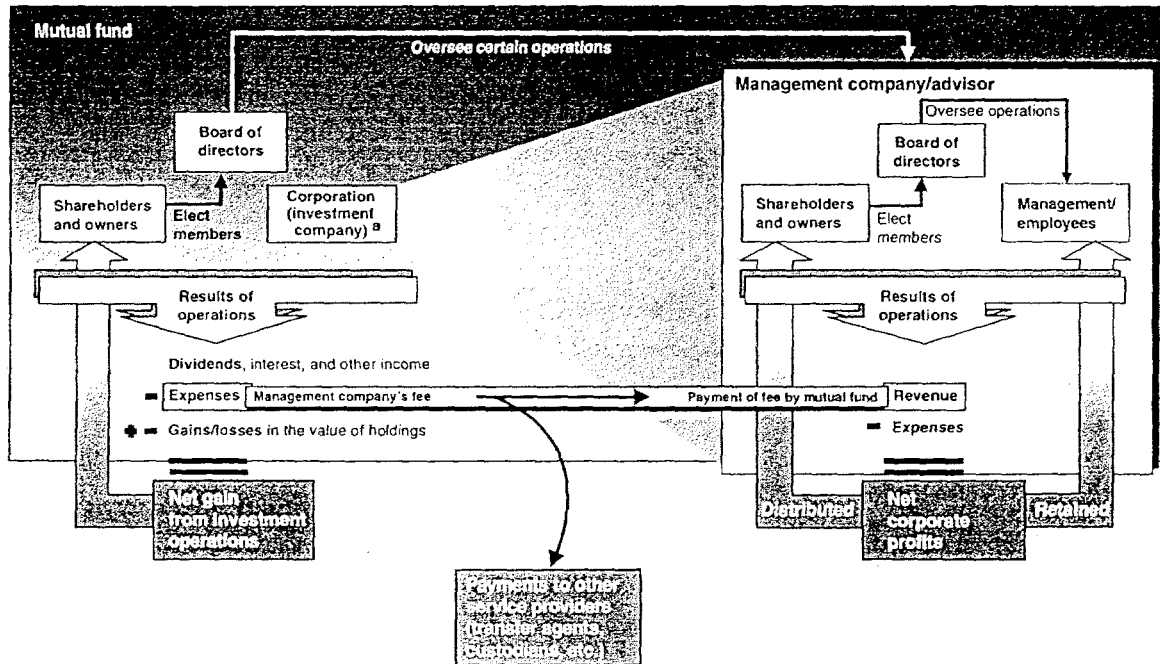 Mutual fund
Oversee certain operations
Board of
directors
Shareholders
and owners
Elect
members
Corporation
(investment
company) a
Results of
operations
Dividends, interest, and other income
Expenses
Management company's fee
Payment of fee by mutual fund
Gains/losses in the value of holdings
Net gain
from investment
operations
Payments to other
service providers
(transfer agents,
custodians, etc.)
Management company/advisor
Oversee operations
Board of
directors
Shareholders
and owners
Elect
members
Management/
employees
Results of
operations
Revenue
Expenses
Distributed
Net
corporate
profits
Retained